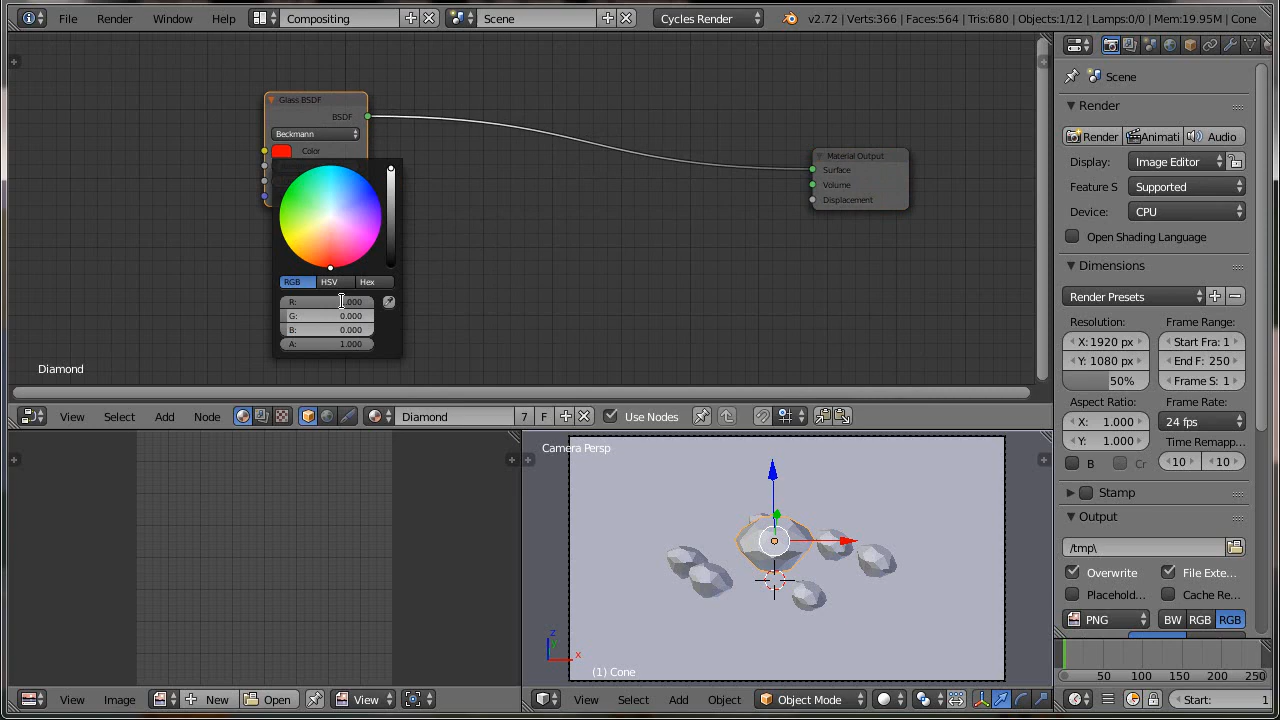 File Render Window Help Compositing Scene Cycles Render v2.72 | Verts:366 | Faces:564 | Tris:680 | Objects:1/12 | Lamps:0/0 | Mem:19.95M | Cone
Glass BSDF
BSDF
Beckmann
Color
RGB HSV Hex
R: .000
G: 0.000
B: 0.000
A: 1.000
Material Output
Surface
Volume
Displacement
Diamond
View Select Add Node Diamond 7 F Use Nodes
Camera Persp
(1) Cone
z
y
x
View Image New Open View
View Select Add Object Object Mode
Scene
Render
Render Animati Audio
Display: Image Editor
Feature S Supported
Device: CPU
Open Shading Language
Dimensions
Render Presets
Resolution: Frame Range:
X: 1920 px Start Fra: 1
Y: 1080 px End F: 250
50% Frame S: 1
Aspect Ratio: Frame Rate:
X: 1.000 24 fps
Y: 1.000 Time Remapp...
B Cr 10 10
Stamp
Output
/tmp\
Overwrite File Exte...
Placehold... Cache Re...
PNG BW RGB RGB
50 100 150 200 250
Start: 1